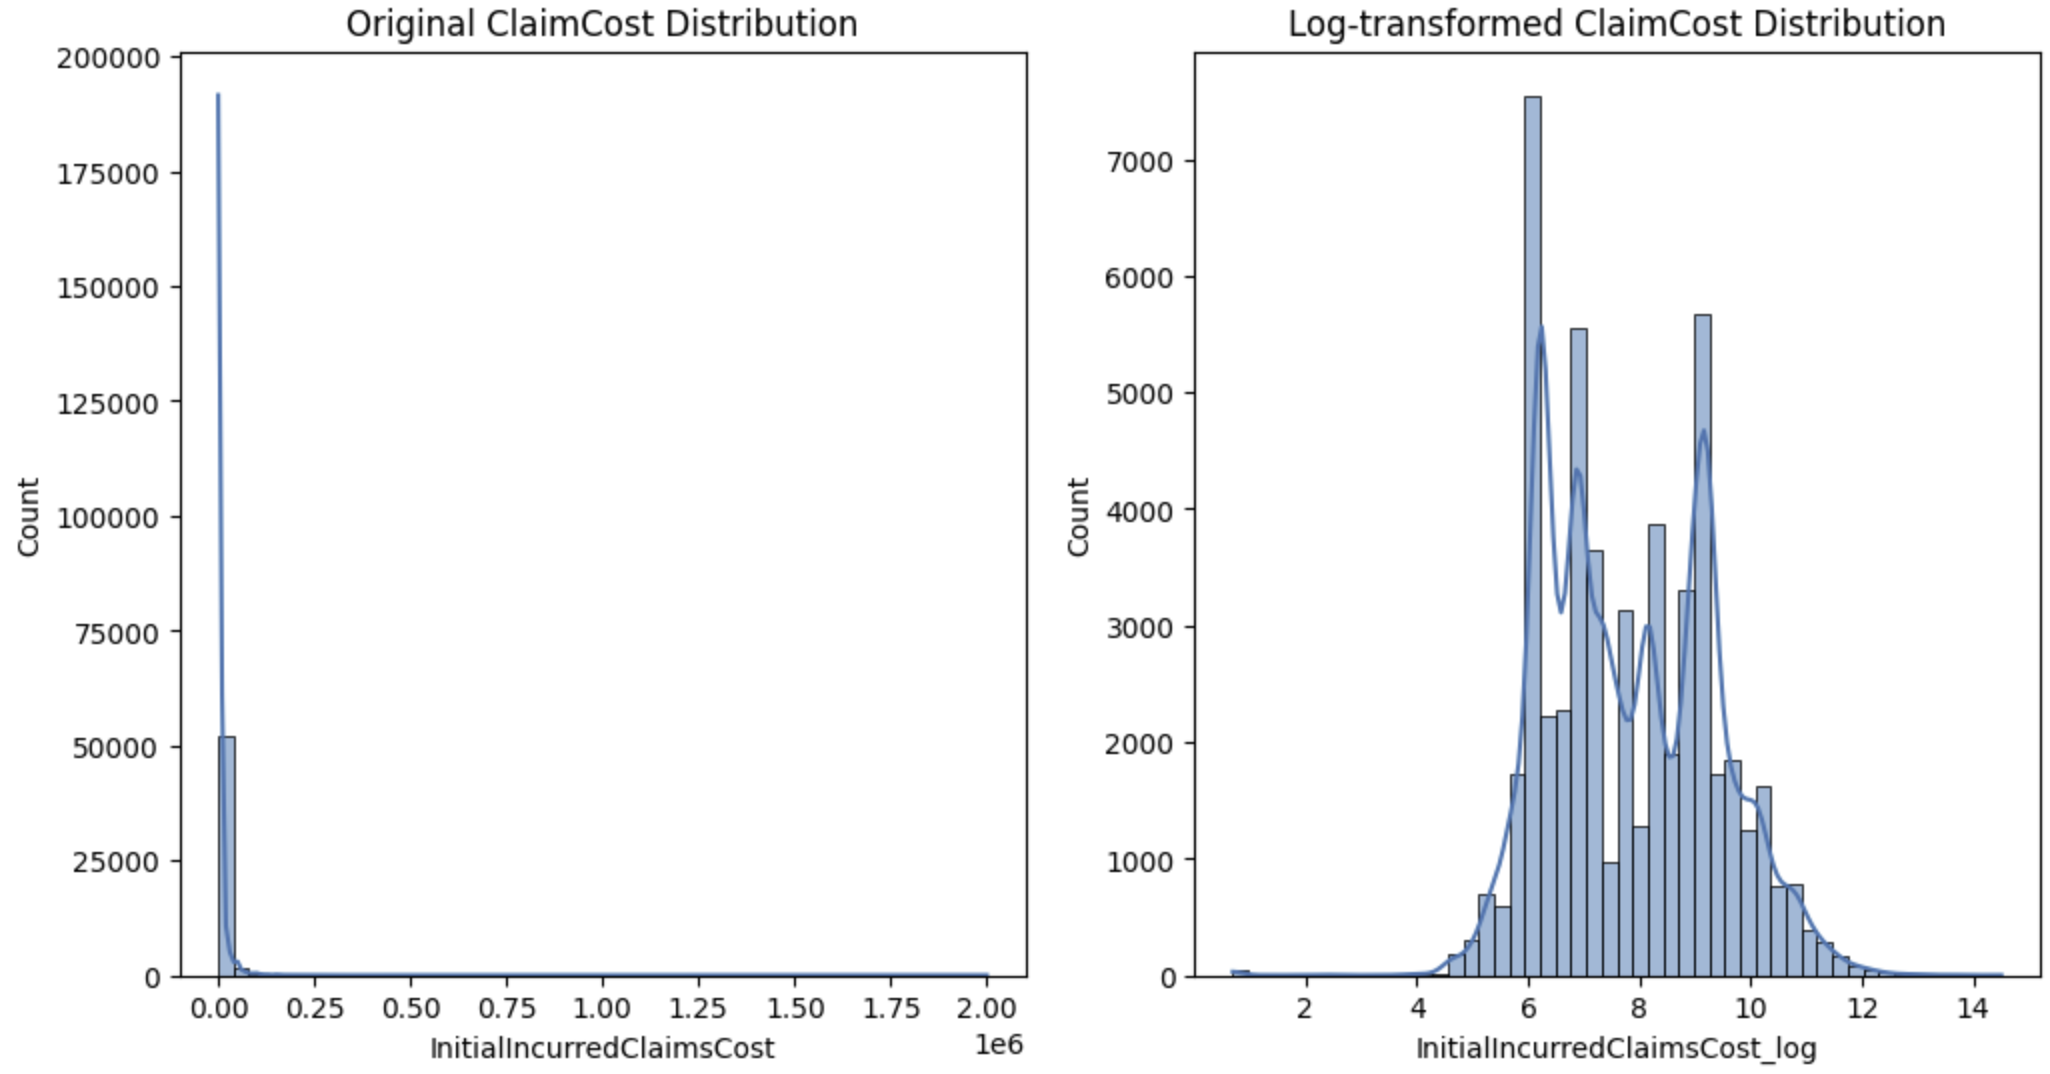 Original ClaimCost Distribution
200000
175000
150000
125000
100000
75000
50000
25000
0
Count
0.00 0.25 0.50 0.75 1.00 1.25 1.50 1.75 2.00
1e6
InitialIncurredClaimsCost
Log-transformed ClaimCost Distribution
7000
6000
5000
4000
3000
2000
1000
0
Count
2 4 6 8 10 12 14
InitialIncurredClaimsCost_log